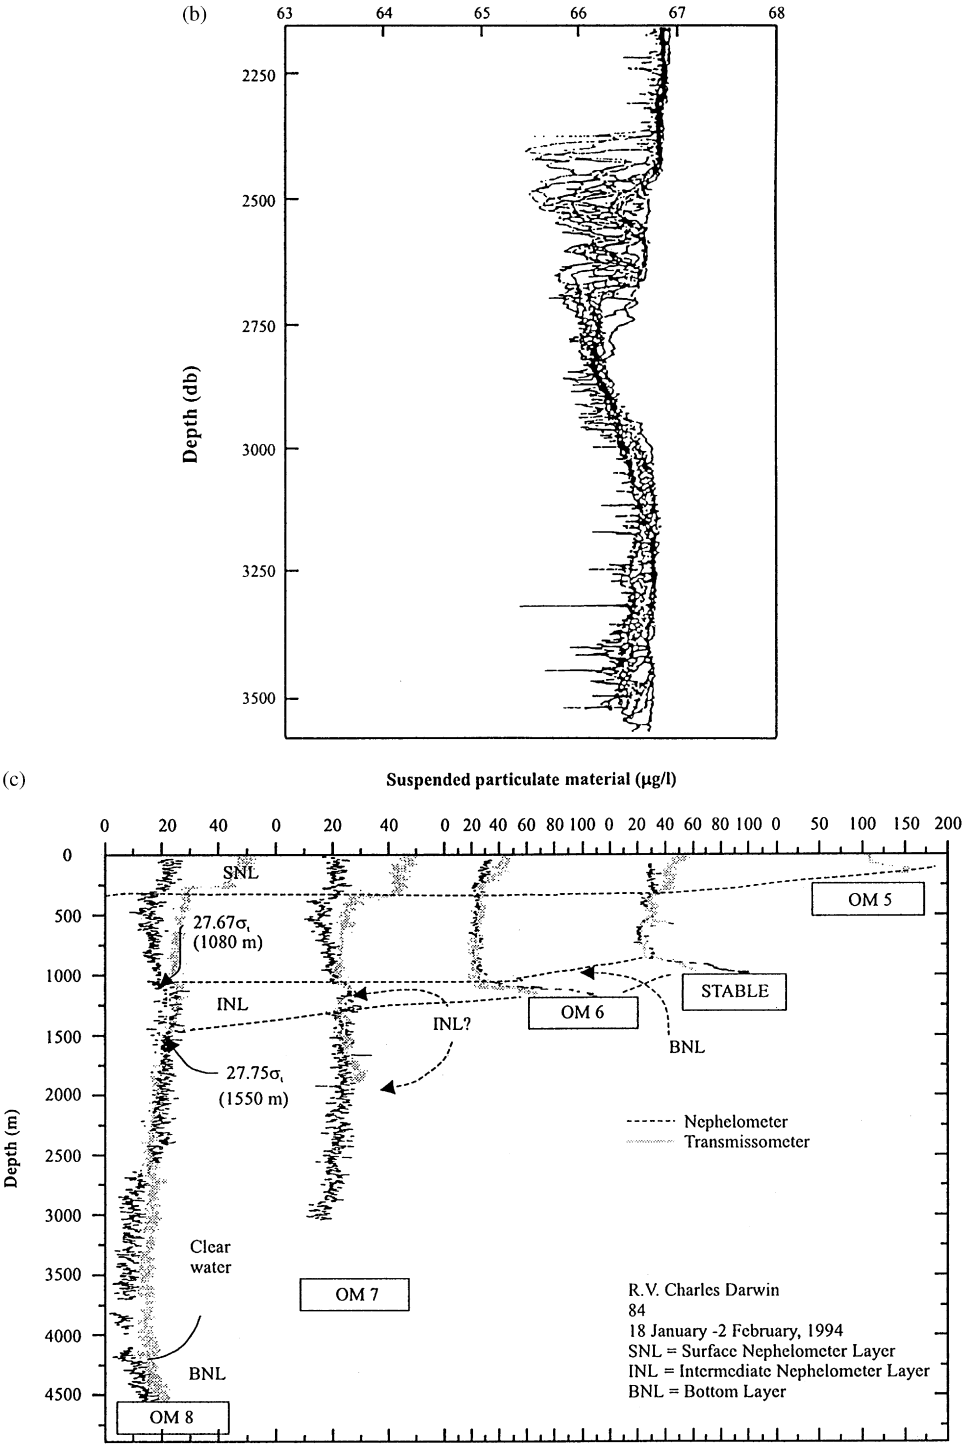 (b)
63 64 65 66 67 68
2250
2500
2750
3000
3250
3500
Depth (db)
(c)
Suspended particulate material (μg/l)
0 20 40 0 20 40 0 20 40 60 80 100 0 20 40 60 80 100 0 50 100 150 200
0
500
1000
1500
2000
2500
3000
3500
4000
4500
Depth (m)
SNL
27.67σt
(1080 m)
INL
27.75σt
(1550 m)
INL?
OM 5
STABLE
OM 6
BNL
Nephelometer
Transmissometer
Clear
water
OM 7
BNL
OM 8
R.V. Charles Darwin
84
18 January -2 February, 1994
SNL = Surface Nephelometer Layer
INL = Intermediate Nephelometer Layer
BNL = Bottom Layer